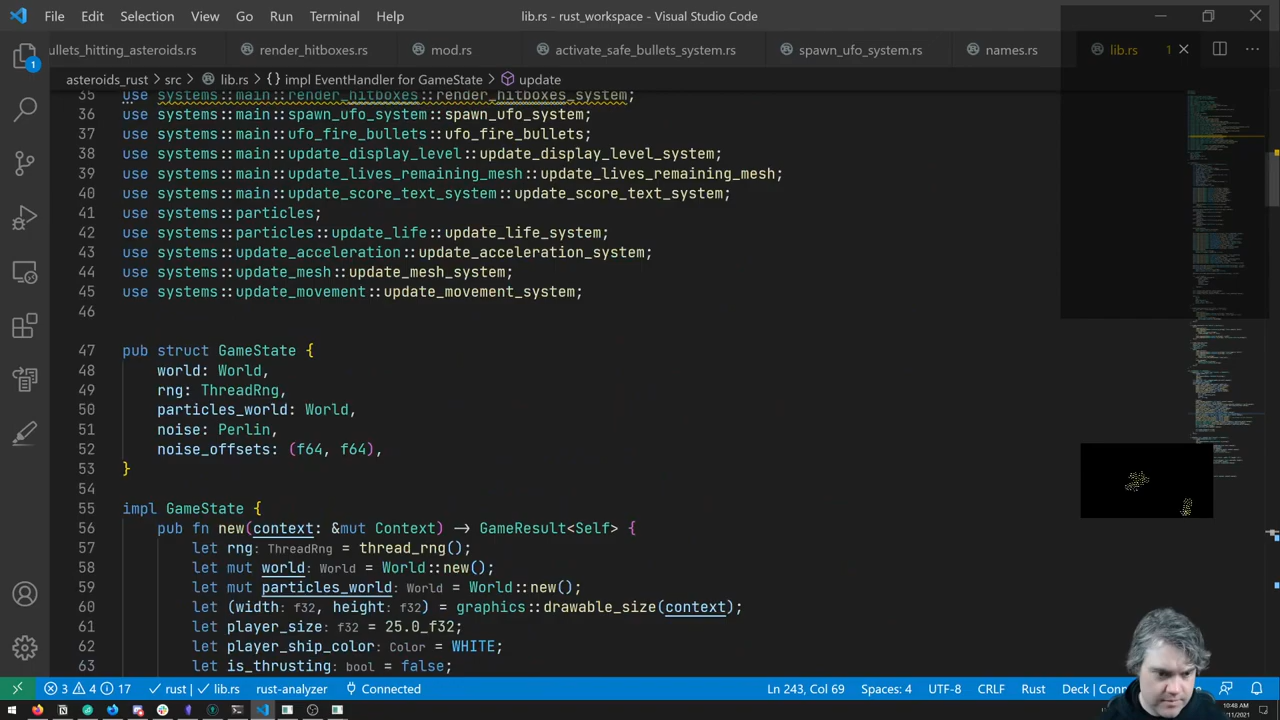 File Edit Selection View Go Run Terminal Help lib.rs - rust_workspace - Visual Studio Code
ullets_hitting_asteroids.rs render_hitboxes.rs mod.rs activate_safe_bullets_system.rs spawn_ufo_system.rs names.rs lib.rs 1
asteroids_rust > src > lib.rs > {} impl EventHandler for GameState > update
35 use systems::main::render_hitboxes::render_hitboxes_system;
36 use systems::main::spawn_ufo_system::spawn_ufo_system;
37 use systems::main::ufo_fire_bullets::ufo_fire_bullets;
38 use systems::main::update_display_level::update_display_level_system;
39 use systems::main::update_lives_remaining_mesh::update_lives_remaining_mesh;
40 use systems::main::update_score_text_system::update_score_text_system;
41 use systems::particles;
42 use systems::particles::update_life::update_life_system;
43 use systems::update_acceleration::update_acceleration_system;
44 use systems::update_mesh::update_mesh_system;
45 use systems::update_movement::update_movement_system;
46
47 pub struct GameState {
48 world: World,
49 rng: ThreadRng,
50 particles_world: World,
51 noise: Perlin,
52 noise_offsets: (f64, f64),
53 }
54
55 impl GameState {
56 pub fn new(context: &mut Context) -> GameResult<Self> {
57 let rng: ThreadRng = thread_rng();
58 let mut world: World = World::new();
59 let mut particles_world: World = World::new();
60 let (width: f32, height: f32) = graphics::drawable_size(context);
61 let player_size: f32 = 25.0_f32;
62 let player_ship_color: Color = WHITE;
63 let is_thrusting: bool = false;
1
3 4 17 rust | lib.rs rust-analyzer Connected Ln 243, Col 69 Spaces: 4 UTF-8 CRLF Rust Deck | Conn
10:48 AM
/11/2021